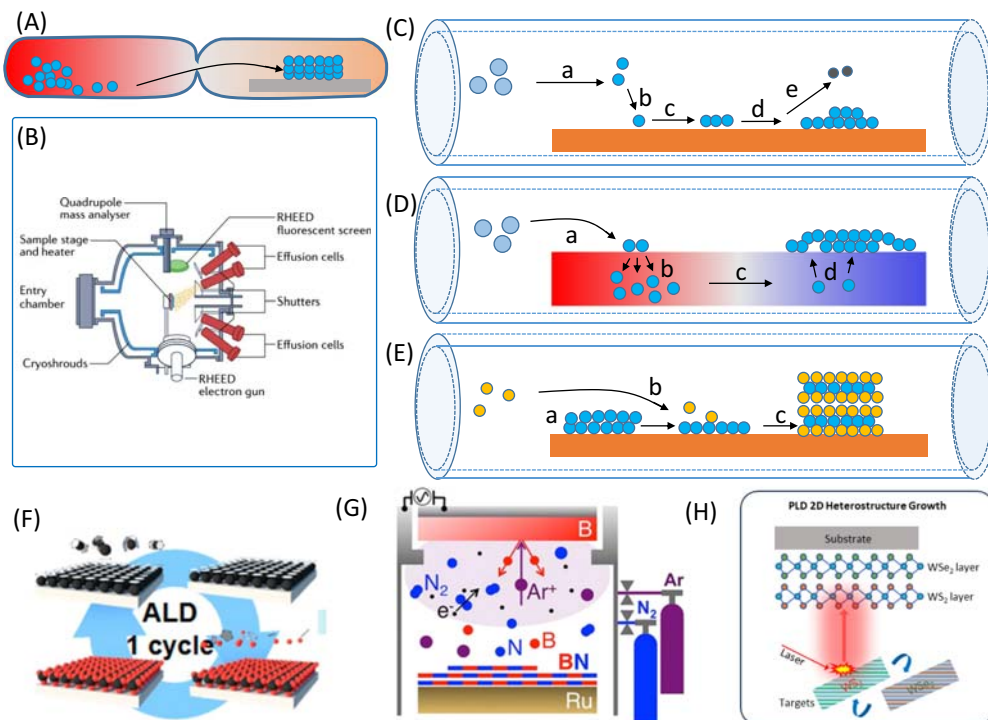 (A)
(B)
Quadrupole
mass analyser
RHEED
fluorescent screen
Sample stage
and heater
Effusion cells
Entry
chamber
Shutters
Effusion cells
Cryoshrouds
RHEED
electron gun
(C)
a
b
c
d
e
(D)
a
b
c
d
(E)
a
b
c
(F)
ALD
1 cycle
(G)
B
N2
Ar+
e-
N
B
BN
Ru
Ar
N2
(H)
PLD 2D Heterostructure Growth
Substrate
WSe2 layer
WS2 layer
Laser
WS2
WSe2
Targets